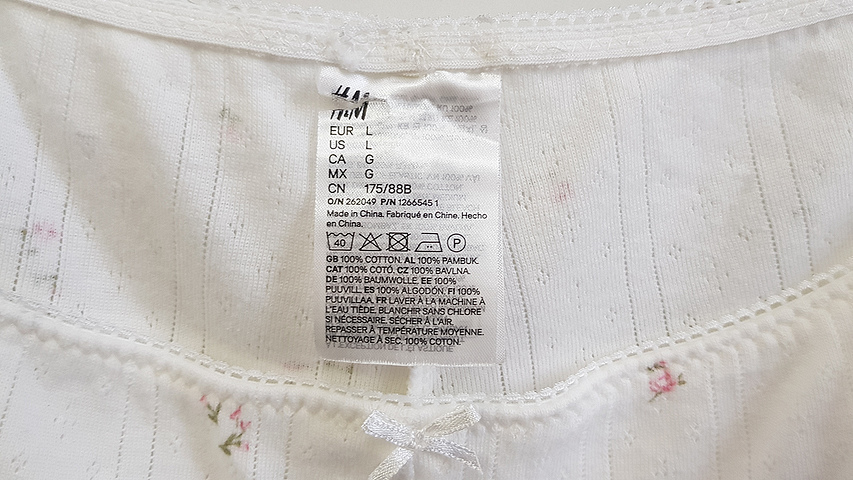 H&M
EUR L
US L
CA G
MX G
CN 175/88B
O/N 262049 P/N 1266545 1
Made in China. Fabriqué en Chine. Hecho
en China.
40 P
GB 100% COTTON. AL 100% PAMBUK.
CAT 100% COTÓ. CZ 100% BAVLNA.
DE 100% BAUMWOLLE. EE 100%
PUUVILL. ES 100% ALGODÓN. FI 100%
PUUVILLAA. FR LAVER À LA MACHINE À
L'EAU TIÈDE. BLANCHIR SANS CHLORE
SI NÉCESSAIRE. SÉCHER À L'AIR.
REPASSER À TEMPÉRATURE MOYENNE.
NETTOYAGE À SEC. 100% COTON.